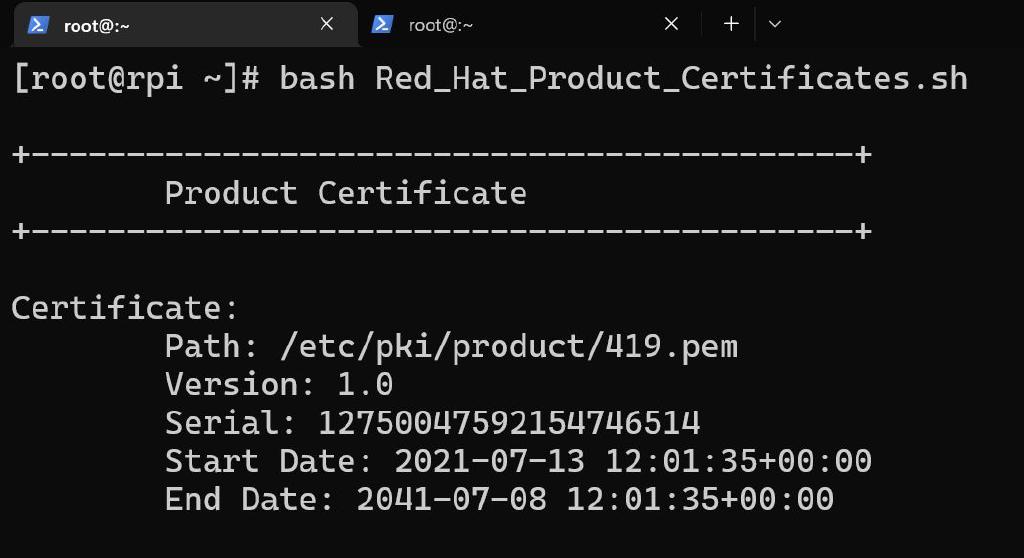 root@:~
root@:~
[root@rpi ~]# bash Red_Hat_Product_Certificates.sh
+-------------------------------------------+
Product Certificate
+-------------------------------------------+
Certificate:
Path: /etc/pki/product/419.pem
Version: 1.0
Serial: 12750047592154746514
Start Date: 2021-07-13 12:01:35+00:00
End Date: 2041-07-08 12:01:35+00:00